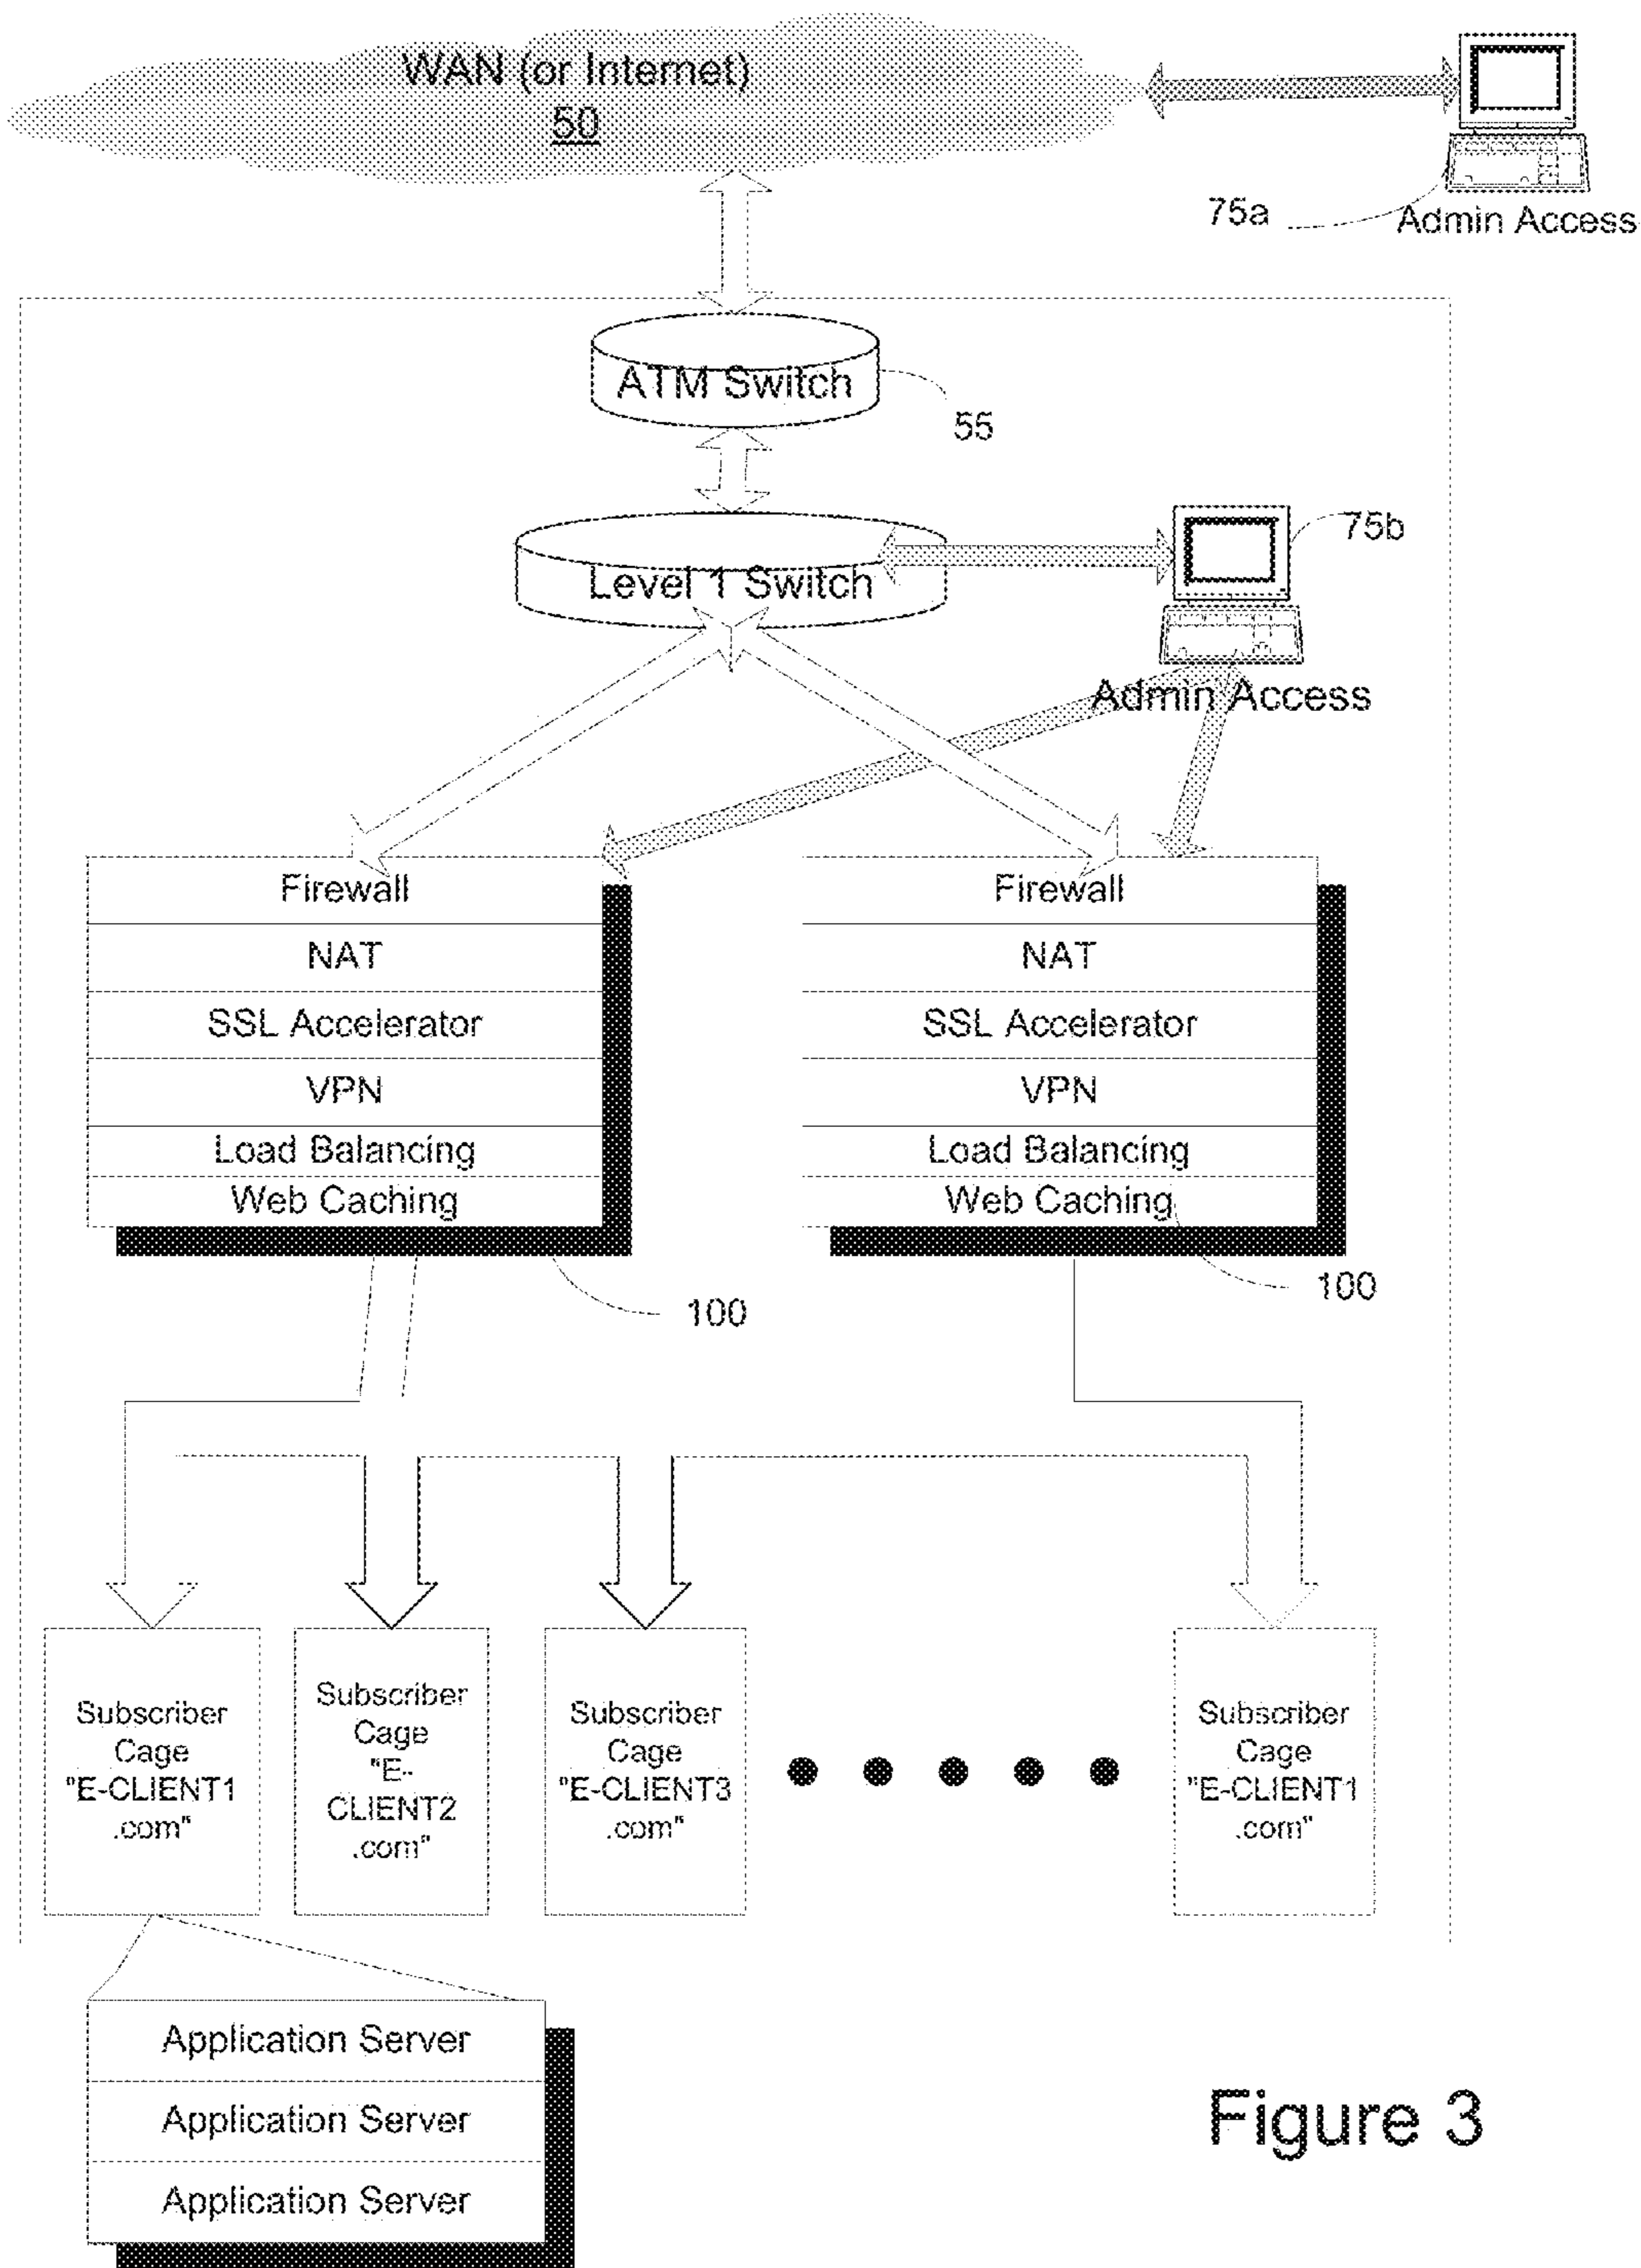 WAN (or Internet)
50
75a
Admin Access
ATM Switch
55
Level 1 Switch
75b
Admin Access
Firewall
NAT
SSL Accelerator
VPN
Load Balancing
Web Caching
100
Firewall
NAT
SSL Accelerator
VPN
Load Balancing
Web Caching
100
Subscriber
Cage
"E-CLIENT1
.com"
Subscriber
Cage
"E-
CLIENT2
.com"
Subscriber
Cage
"E-CLIENT3
.com"
Subscriber
Cage
"E-CLIENT1
.com"
Application Server
Application Server
Application Server
Figure 3